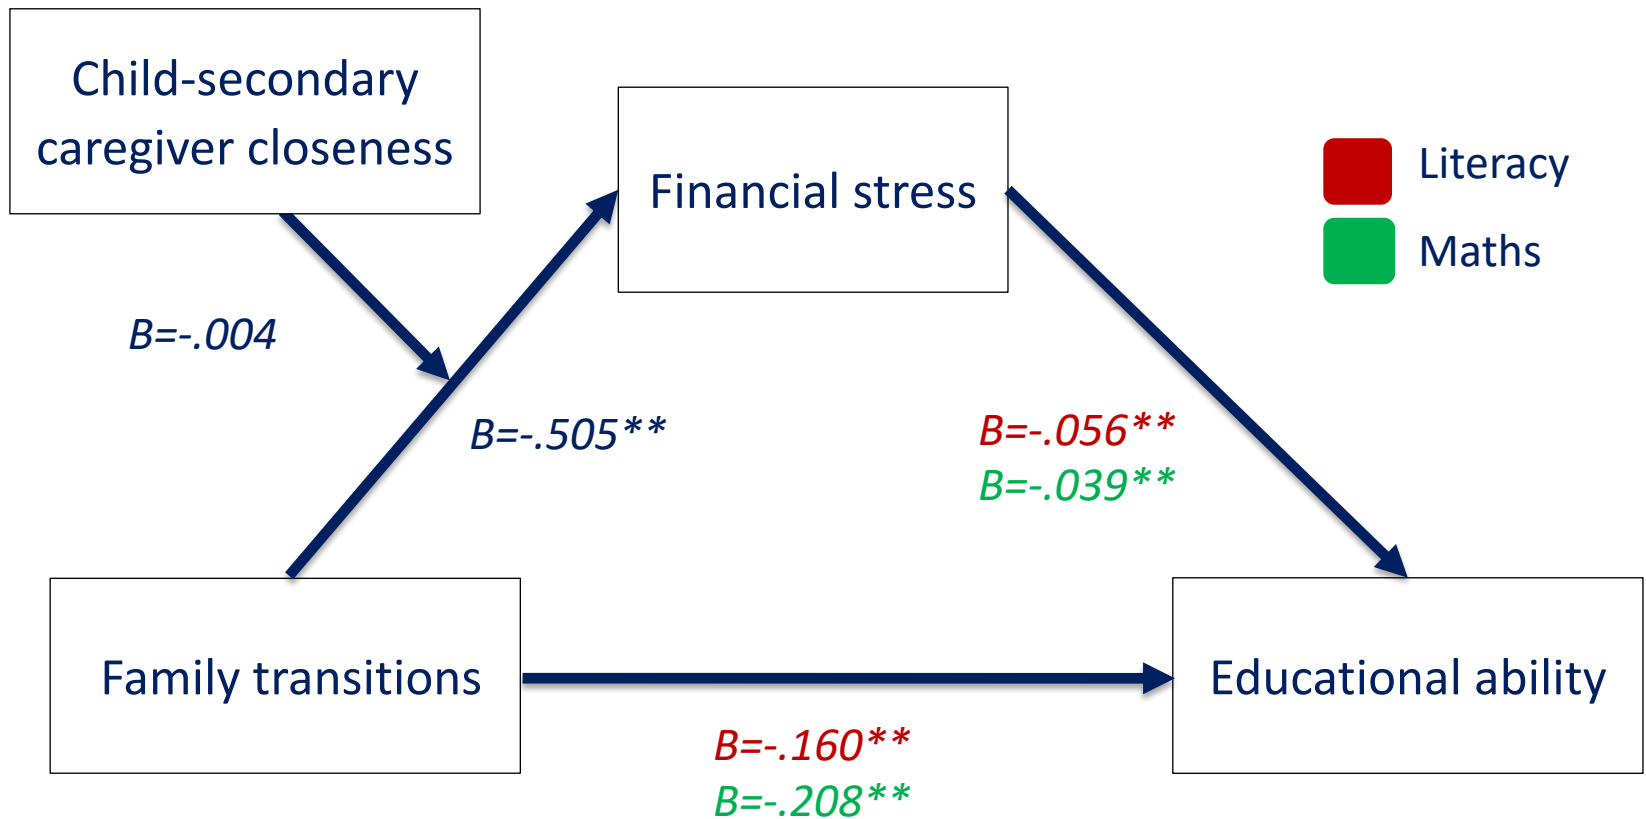 Child-secondary
caregiver closeness
Financial stress
Literacy
Maths
B=-.004
B=-.505**
B=-.056**
B=-.039**
Family transitions
Educational ability
B=-.160**
B=-.208**